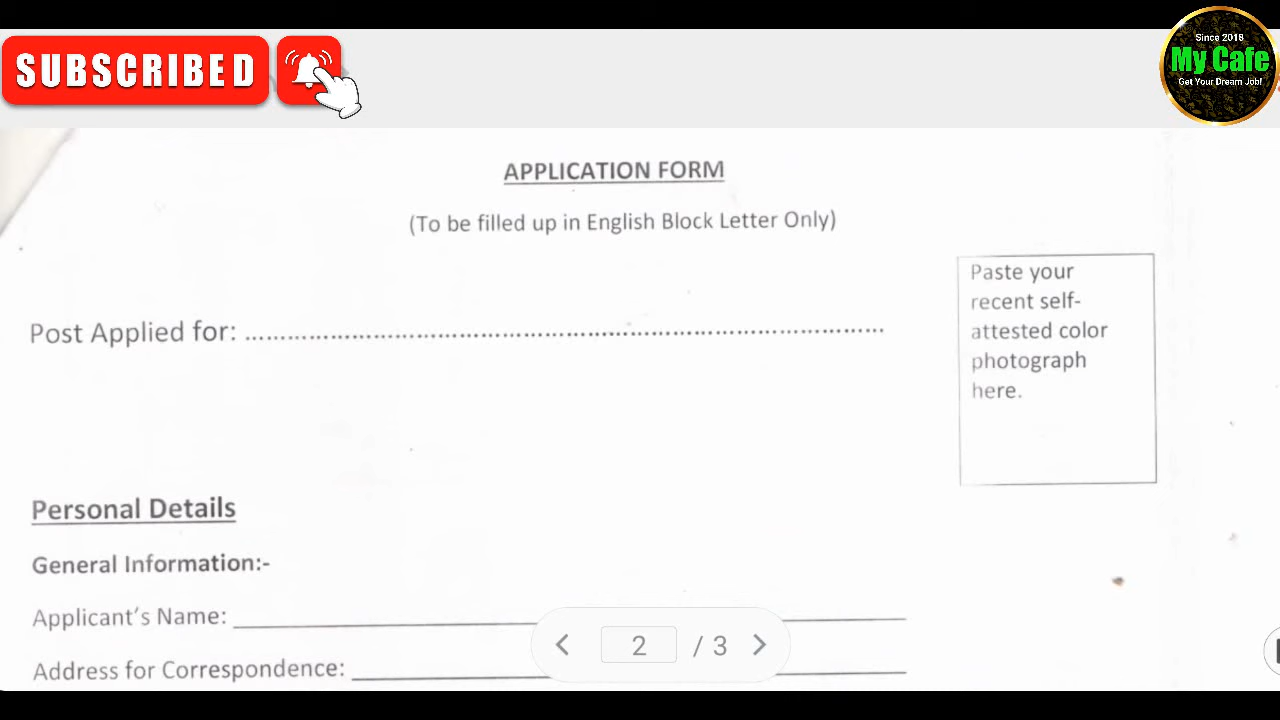 SUBSCRIBED
Since 2018
My Cafe
Get Your Dream Job!
APPLICATION FORM
(To be filled up in English Block Letter Only)
Paste your
recent self-
attested color
photograph
here.
Post Applied for: ................................................................................
Personal Details
General Information:-
Applicant's Name: ____________________
Address for Correspondence: ____________________
2 / 3